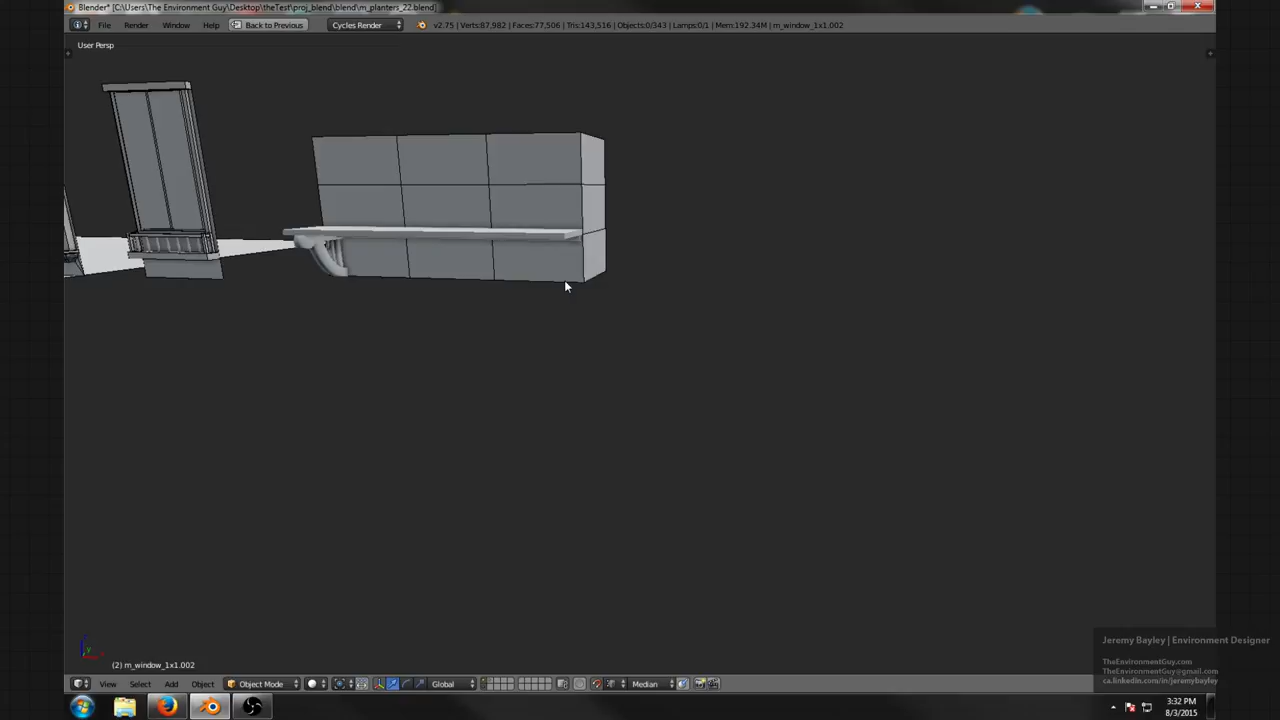 Blender* [C:\Users\The Environment Guy\Desktop\theTest\proj_blend\blend\m_planters_22.blend]
File Render Window Help Back to Previous Cycles Render v2.75 | Verts:87,982 | Faces:77,506 | Tris:143,516 | Objects:0/343 | Lamps:0/1 | Mem:192.34M | m_window_1x1.002
User Persp
(2) m_window_1x1.002
View Select Add Object Object Mode Global Median
Jeremy Bayley | Environment Designer
TheEnvironmentGuy.com
TheEnvironmentGuy@gmail.com
ca.linkedin.com/in/jeremybayley
3:32 PM
8/3/2015